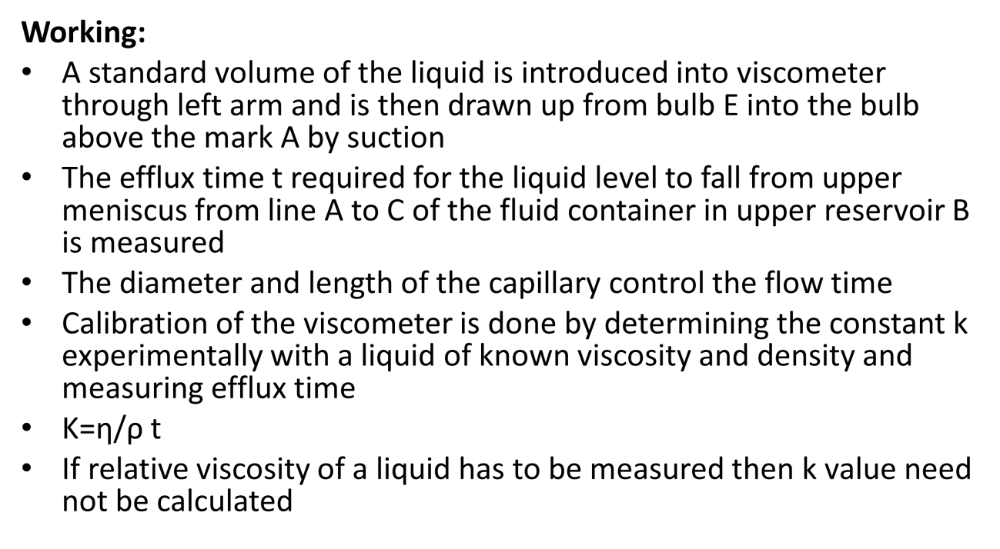 Working:
• A standard volume of the liquid is introduced into viscometer
through left arm and is then drawn up from bulb E into the bulb
above the mark A by suction
• The efflux time t required for the liquid level to fall from upper
meniscus from line A to C of the fluid container in upper reservoir B
is measured
• The diameter and length of the capillary control the flow time
• Calibration of the viscometer is done by determining the constant k
experimentally with a liquid of known viscosity and density and
measuring efflux time
• K=η/ρ t
• If relative viscosity of a liquid has to be measured then k value need
not be calculated